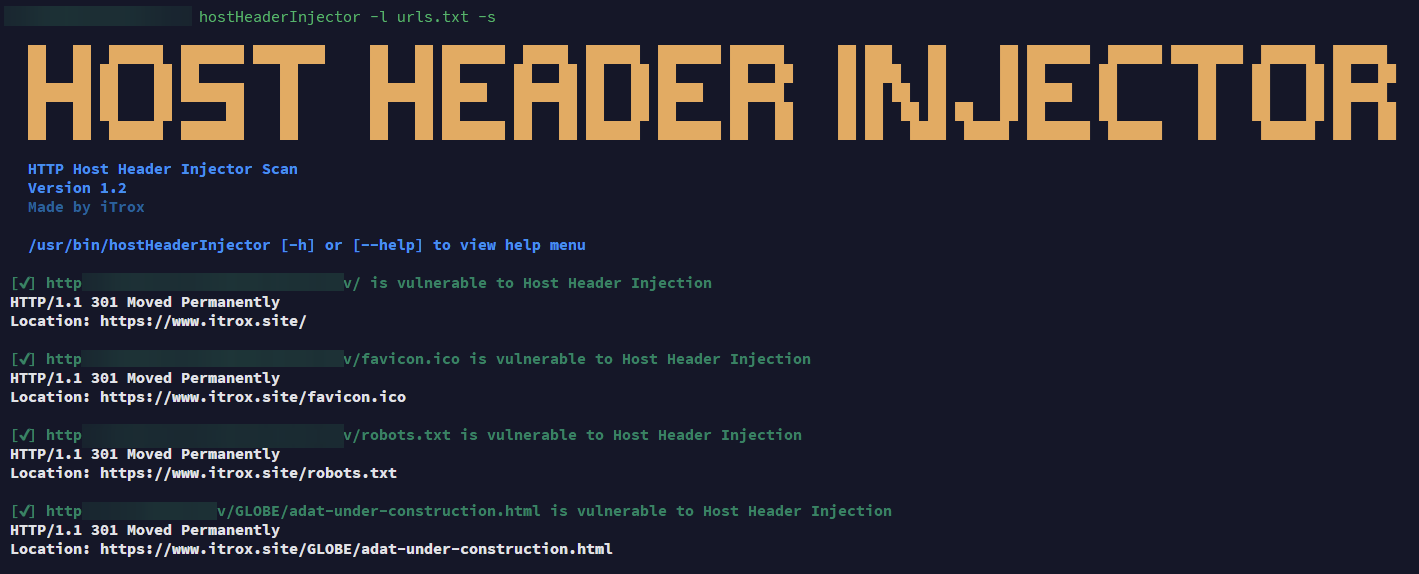 hostHeaderInjector -l urls.txt -s
HOST HEADER INJECTOR
HTTP Host Header Injector Scan
Version 1.2
Made by iTrox
/usr/bin/hostHeaderInjector [-h] or [--help] to view help menu
[✔] http v/ is vulnerable to Host Header Injection
HTTP/1.1 301 Moved Permanently
Location: https://www.itrox.site/
[✔] http v/favicon.ico is vulnerable to Host Header Injection
HTTP/1.1 301 Moved Permanently
Location: https://www.itrox.site/favicon.ico
[✔] http v/robots.txt is vulnerable to Host Header Injection
HTTP/1.1 301 Moved Permanently
Location: https://www.itrox.site/robots.txt
[✔] http v/GLOBE/adat-under-construction.html is vulnerable to Host Header Injection
HTTP/1.1 301 Moved Permanently
Location: https://www.itrox.site/GLOBE/adat-under-construction.html